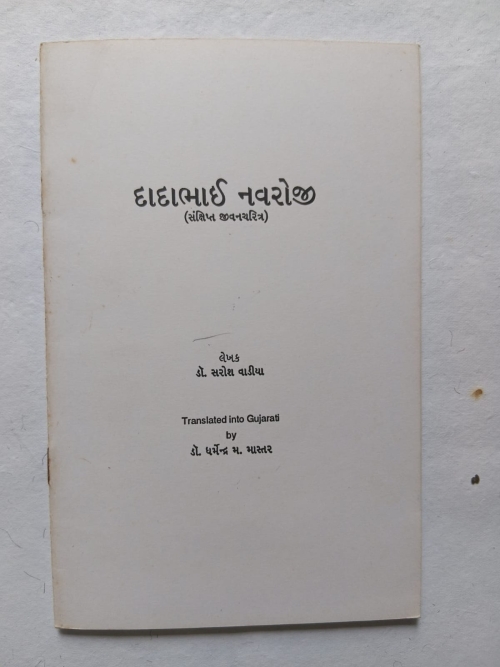 દાદાભાઈ નવરોજી
(સંક્ષિપ્ત જીવનચરિત્ર)
લેખક
ડૉ. સરોશ વાડીયા
Translated into Gujarati
by
ડૉ. ધર્મેન્દ્ર મ. માસ્તર